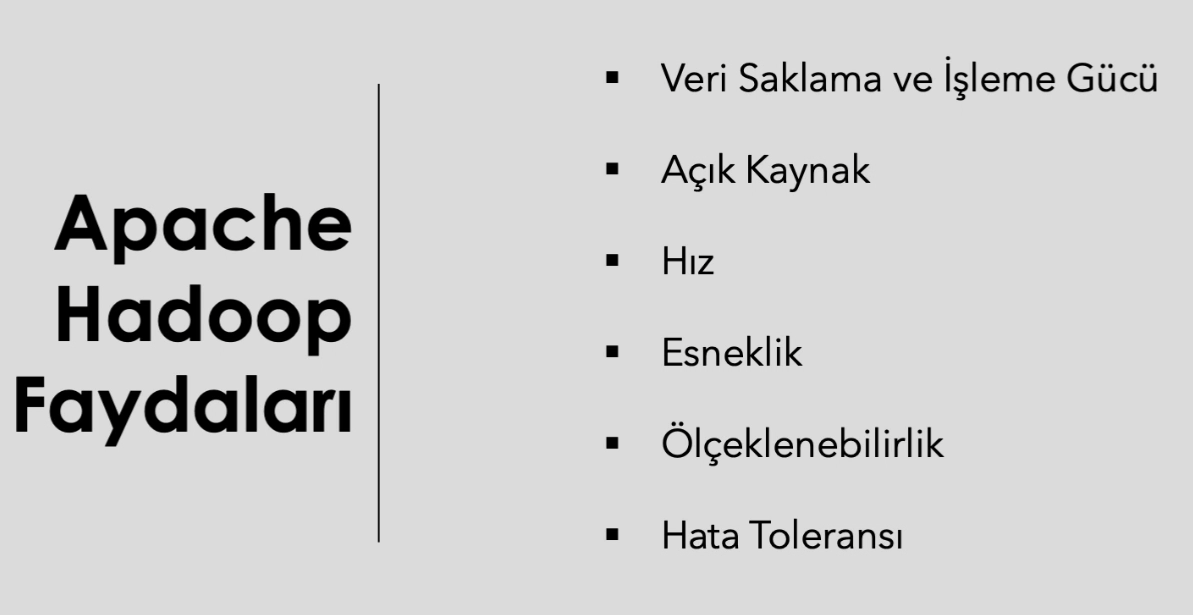 Apache
Hadoop
Faydaları
▪ Veri Saklama ve İşleme Gücü
▪ Açık Kaynak
▪ Hız
▪ Esneklik
▪ Ölçeklenebilirlik
▪ Hata Toleransı